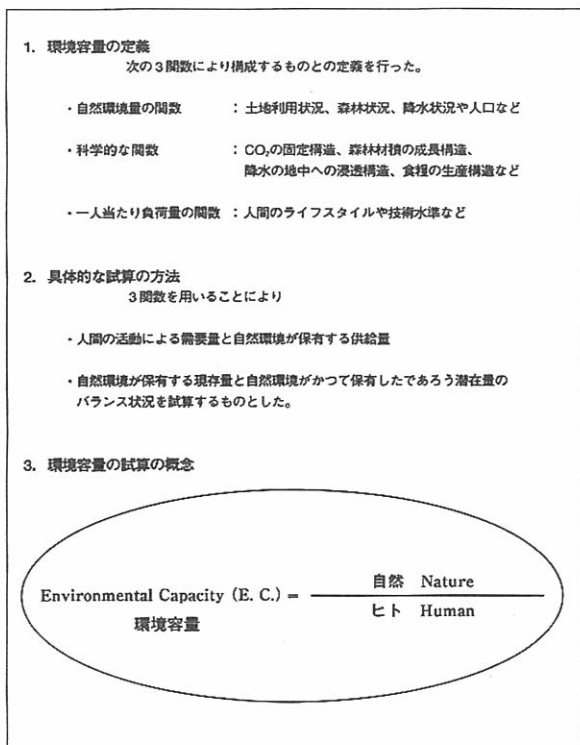 1. 環境容量の定義
次の3関数により構成するものとの定義を行った。
・自然環境量の関数 ：土地利用状況、森林状況、降水状況や人口など
・科学的な関数 ：CO₂の固定構造、森林材積の成長構造、
降水の地中への浸透構造、食糧の生産構造など
・一人当たり負荷量の関数 ：人間のライフスタイルや技術水準など
2. 具体的な試算の方法
3関数を用いることにより
・人間の活動による需要量と自然環境が保有する供給量
・自然環境が保有する現存量と自然環境がかつて保有したであろう潜在量の
バランス状況を試算するものとした。
3. 環境容量の試算の概念
自然 Nature
Environmental Capacity (E. C.) =
ヒト Human
環境容量